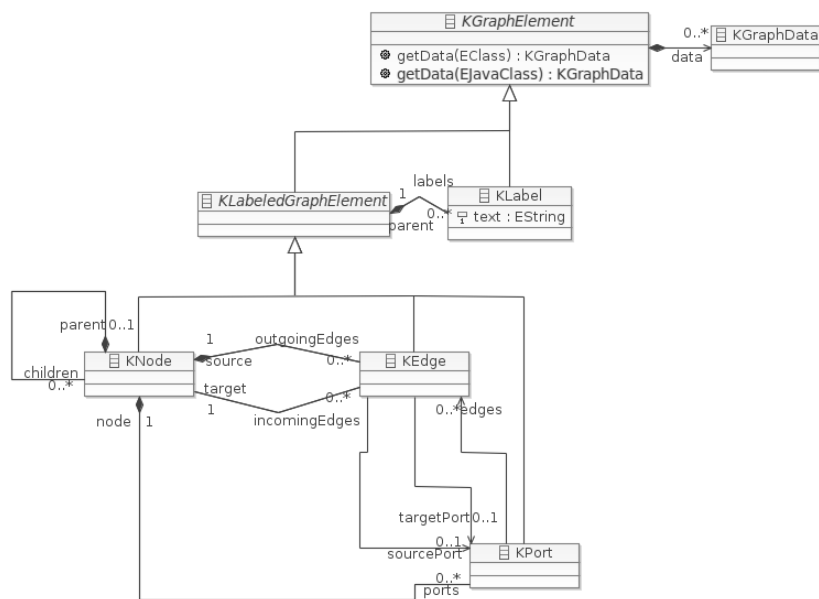 KGraphElement
getData(EClass) : KGraphData
getData(EJavaClass) : KGraphData
0..*
data
KGraphData
KLabeledGraphElement
1
labels
parent
0..*
KLabel
text : EString
parent 0..1
children
0..*
KNode
1
source
outgoingEdges
0..*
target
1
incomingEdges
0..*
KEdge
node 1
0..* edges
targetPort 0..1
0..1
sourcePort
KPort
0..*
ports